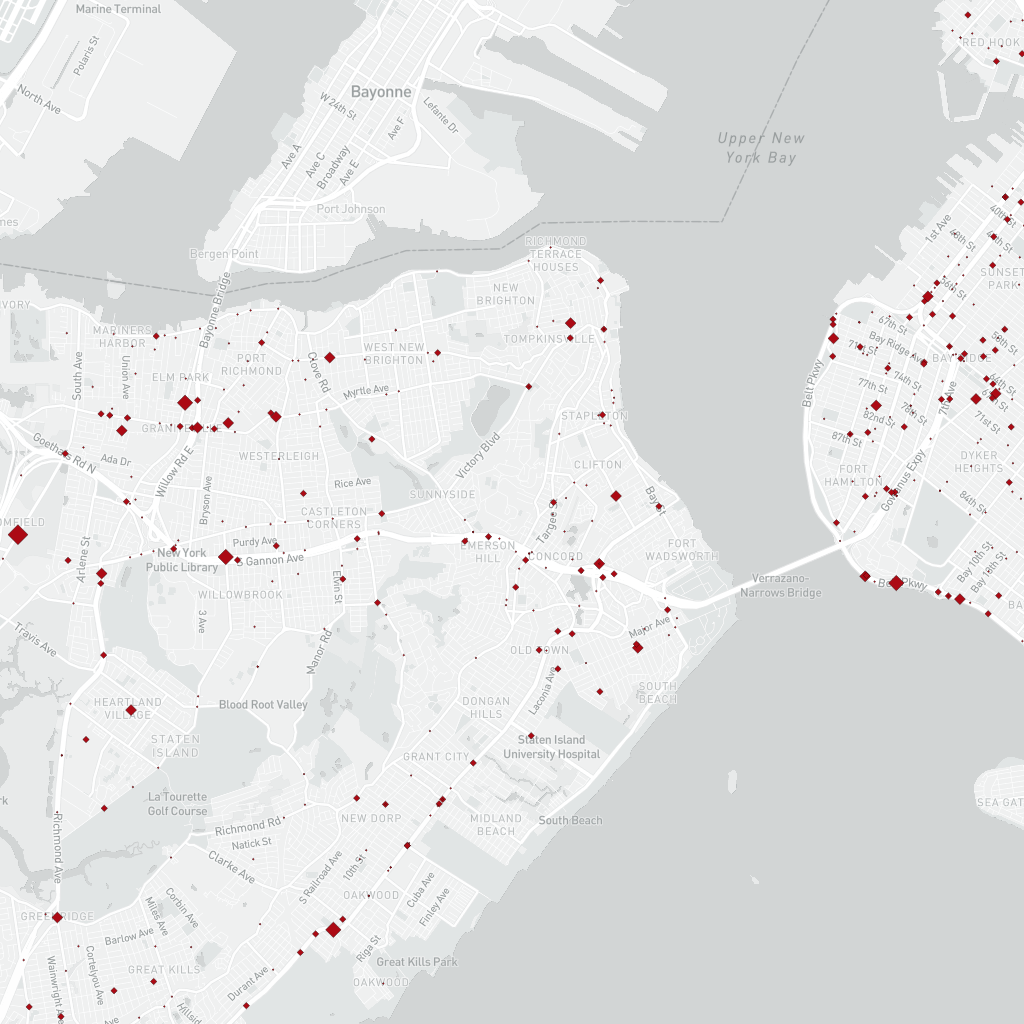 Marine Terminal
Polaris St
North Ave
Bayonne
W 24th St
Lefante Dr
Ave F
Ave A
Ave C
Broadway
Ave E
Port Johnson
Bergen Point
RED HOOK
Upper New
York Bay
1st Ave
40th St
44th St
48th St
SUNSET
PARK
56th St
RICHMOND
TERRACE
HOUSES
NEW
BRIGHTON
Bayonne Bridge
MARINERS
HARBOR
TOMPKINSVILLE
WEST NEW
BRIGHTON
PORT
RICHMOND
Clove Rd
South Ave
Union Ave
ELM PARK
Myrtle Ave
67th St
Bay Ridge Ave
BAY RIDGE
50th St
Belt Pkwy
71st St
74th St
77th St
78th St
64th St
82nd St
7th Ave
71st St
87th St
STAPLETON
GRANITEVILLE
Goethals Rd N
Ada Dr
Willow Rd E
WESTERLEIGH
Victory Blvd
DYKER
HEIGHTS
FORT
HAMILTON
Gowanus Expy
84th St
CLIFTON
Bay St
Rice Ave
SUNNYSIDE
Bryson Ave
CASTLETON
CORNERS
Targee St
Purdy Ave
New York
Public Library
S Gannon Ave
EMERSON
HILL
CONCORD
FORT
WADSWORTH
Arlene St
Elvin St
WILLOWBROOK
Verrazano-
Narrows Bridge
Belt Pkwy
Bay 10th St
3 Ave
Travis Ave
Manor Rd
Major Ave
OLD TOWN
Laconia Ave
SOUTH
BEACH
HEARTLAND
VILLAGE
Blood Root Valley
DONGAN
HILLS
STATEN
ISLAND
Staten Island
University Hospital
GRANT CITY
La Tourette
Golf Course
Richmond Rd
Natick St
NEW DORP
MIDLAND
BEACH
South Beach
SEA GAT
Richmond Ave
Clarke Ave
S Railroad Ave
10th St
OAKWOOD
Cuba Ave
Finley Ave
Corbin Ave
Miles Ave
Barlow Ave
Riga St
Great Kills Park
OAKWOOD
Cortelyou Ave
GREAT KILLS
Durant Ave